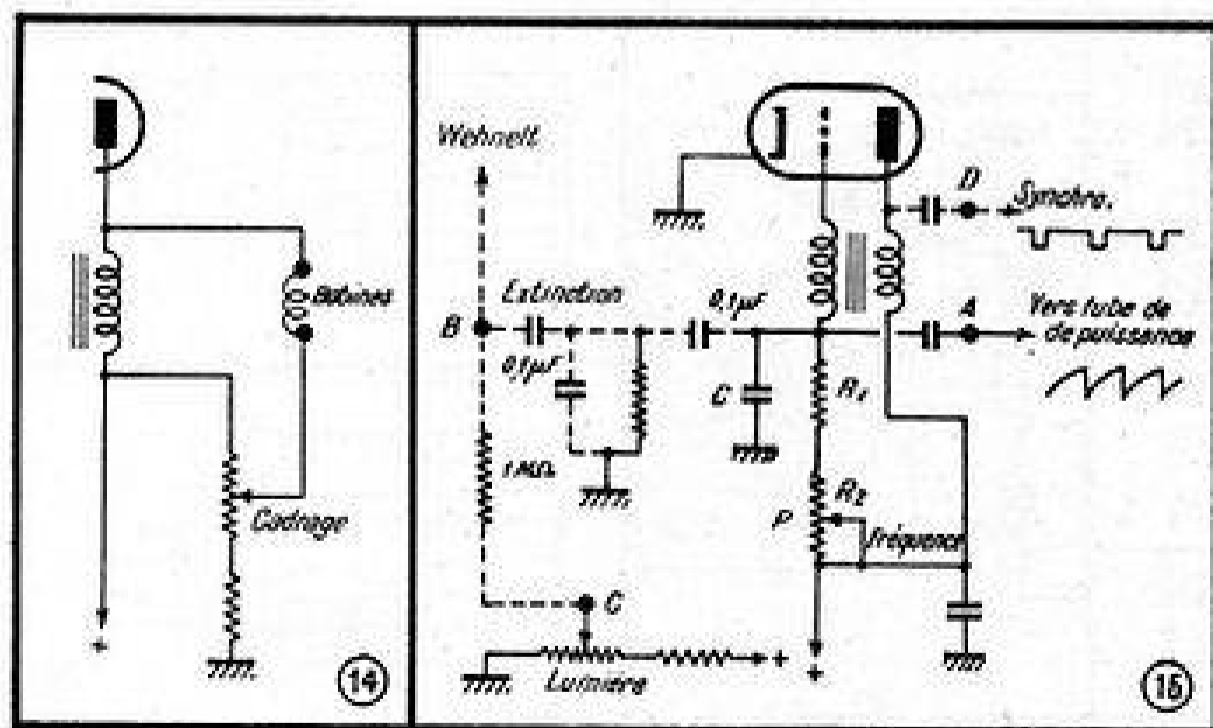 Bobines
Cadrage
+
14
Wehnelt
D
Synchro.
Extinction
B
0,1µF
0,1µF
A
Vers tube de
de puissance
C
R1
1 MΩ
R2
P
fréquence
C
+
+
Lumière
15